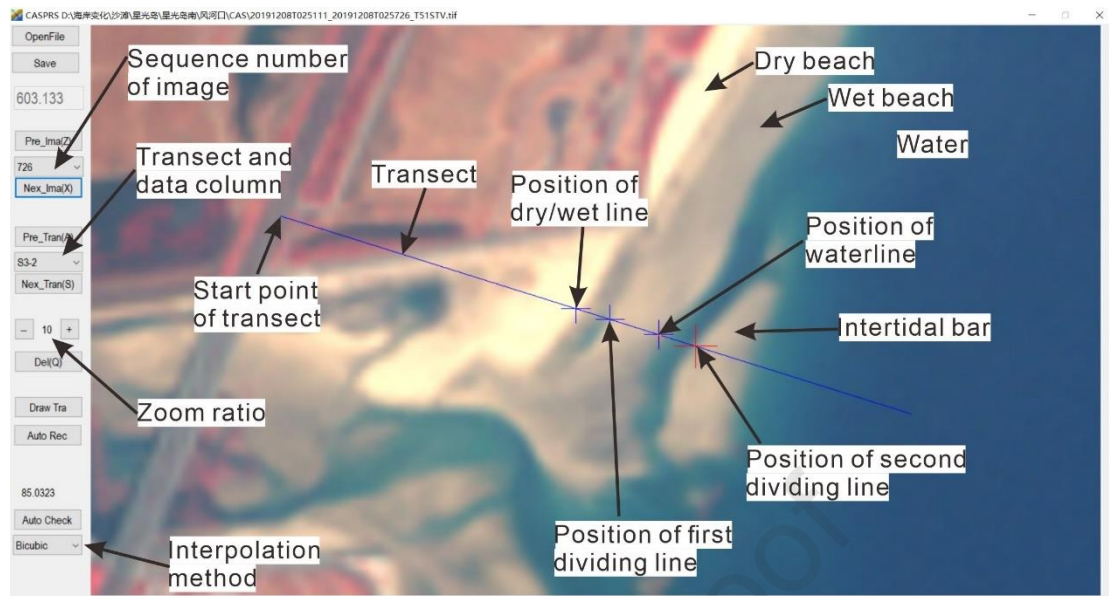 CASPRS D:\海岸变化\沙滩\星光岛\星光岛南\风河口\CAS\20191208T025111_20191208T025726_T51STV.tif
OpenFile
Save
603.133
Pre_Ima(Z)
726
Nex_Ima(X)
Pre_Tran(A)
S3-2
Nex_Tran(S)
– 10 +
Del(Q)
Draw Tra
Auto Rec
85.0323
Auto Check
Bicubic
Sequence number
of image
Transect and
data column
Transect
Position of
dry/wet line
Dry beach
Wet beach
Water
Position of
waterline
Start point
of transect
Intertidal bar
Zoom ratio
Position of second
dividing line
Position of first
dividing line
Interpolation
method